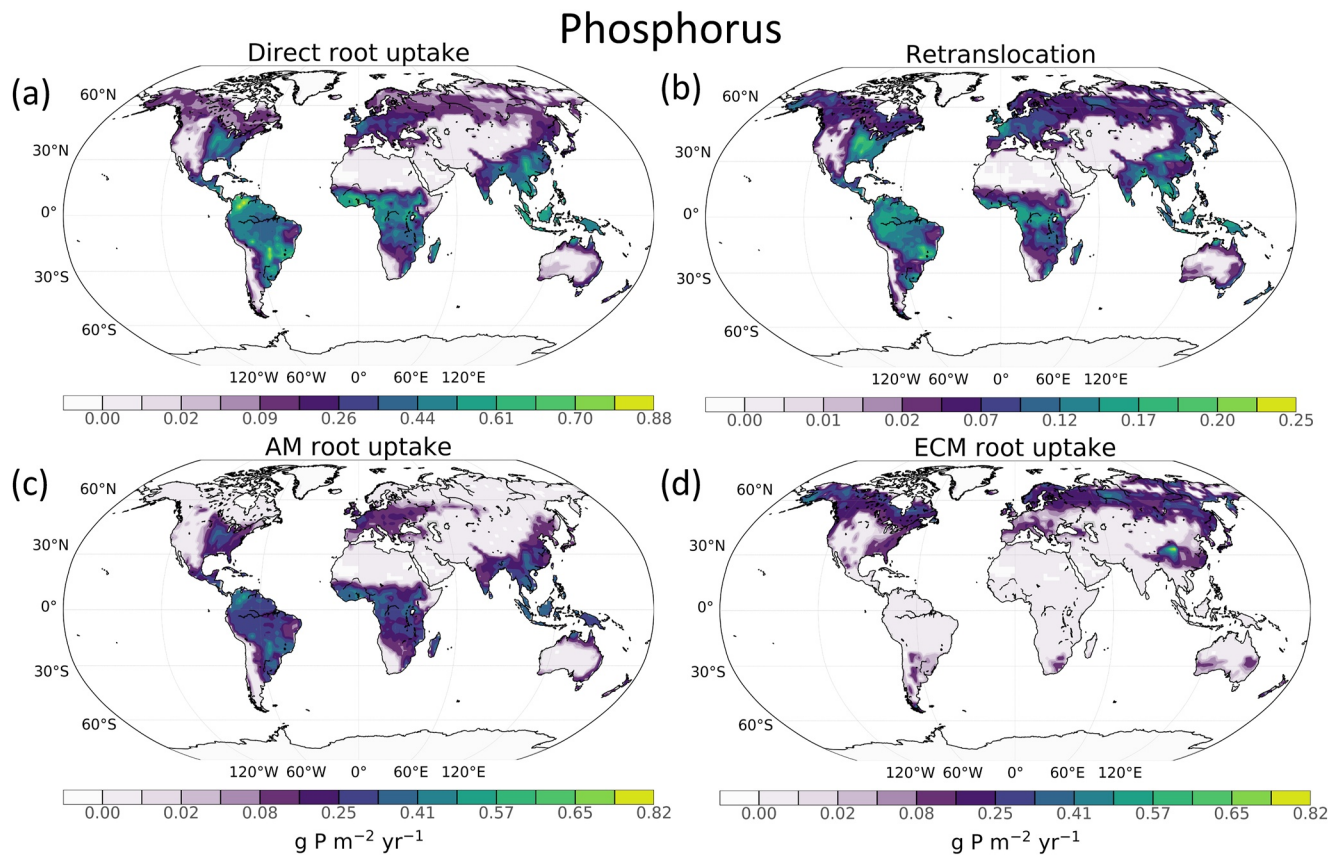 Phosphorus
Direct root uptake
Retranslocation
(a)
(b)
60°N
30°N
0°
30°S
60°S
120°W 60°W 0° 60°E 120°E
60°N
30°N
0°
30°S
60°S
120°W 60°W 0° 60°E 120°E
0.00 0.02 0.09 0.26 0.44 0.61 0.70 0.88
0.00 0.01 0.02 0.07 0.12 0.17 0.20 0.25
AM root uptake
ECM root uptake
(c)
(d)
60°N
30°N
0°
30°S
60°S
120°W 60°W 0° 60°E 120°E
60°N
30°N
0°
30°S
60°S
120°W 60°W 0° 60°E 120°E
0.00 0.02 0.08 0.25 0.41 0.57 0.65 0.82
0.00 0.02 0.08 0.25 0.41 0.57 0.65 0.82
g P m⁻² yr⁻¹
g P m⁻² yr⁻¹